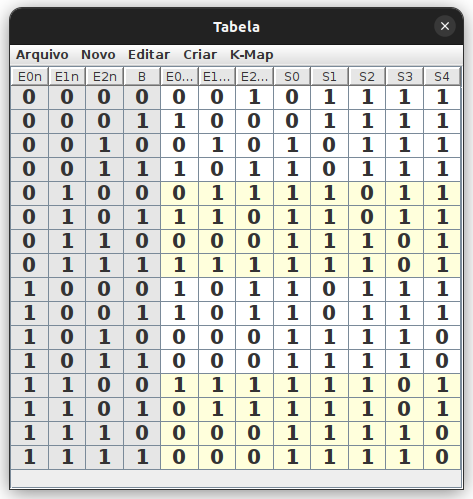 Tabela
Arquivo Novo Editar Criar K-Map
E0n E1n E2n B E0... E1... E2... S0 S1 S2 S3 S4
0 0 0 0 0 0 1 0 1 1 1 1
0 0 0 1 1 0 0 0 1 1 1 1
0 0 1 0 0 1 0 1 0 1 1 1
0 0 1 1 1 0 1 1 0 1 1 1
0 1 0 0 0 1 1 1 1 0 1 1
0 1 0 1 1 1 0 1 1 0 1 1
0 1 1 0 0 0 0 1 1 1 0 1
0 1 1 1 1 1 1 1 1 1 0 1
1 0 0 0 1 0 1 1 0 1 1 1
1 0 0 1 1 0 1 1 0 1 1 1
1 0 1 0 0 0 0 1 1 1 1 0
1 0 1 1 0 0 0 1 1 1 1 0
1 1 0 0 1 1 1 1 1 1 0 1
1 1 0 1 0 1 1 1 1 1 0 1
1 1 1 0 0 0 0 1 1 1 1 0
1 1 1 1 0 0 0 1 1 1 1 0